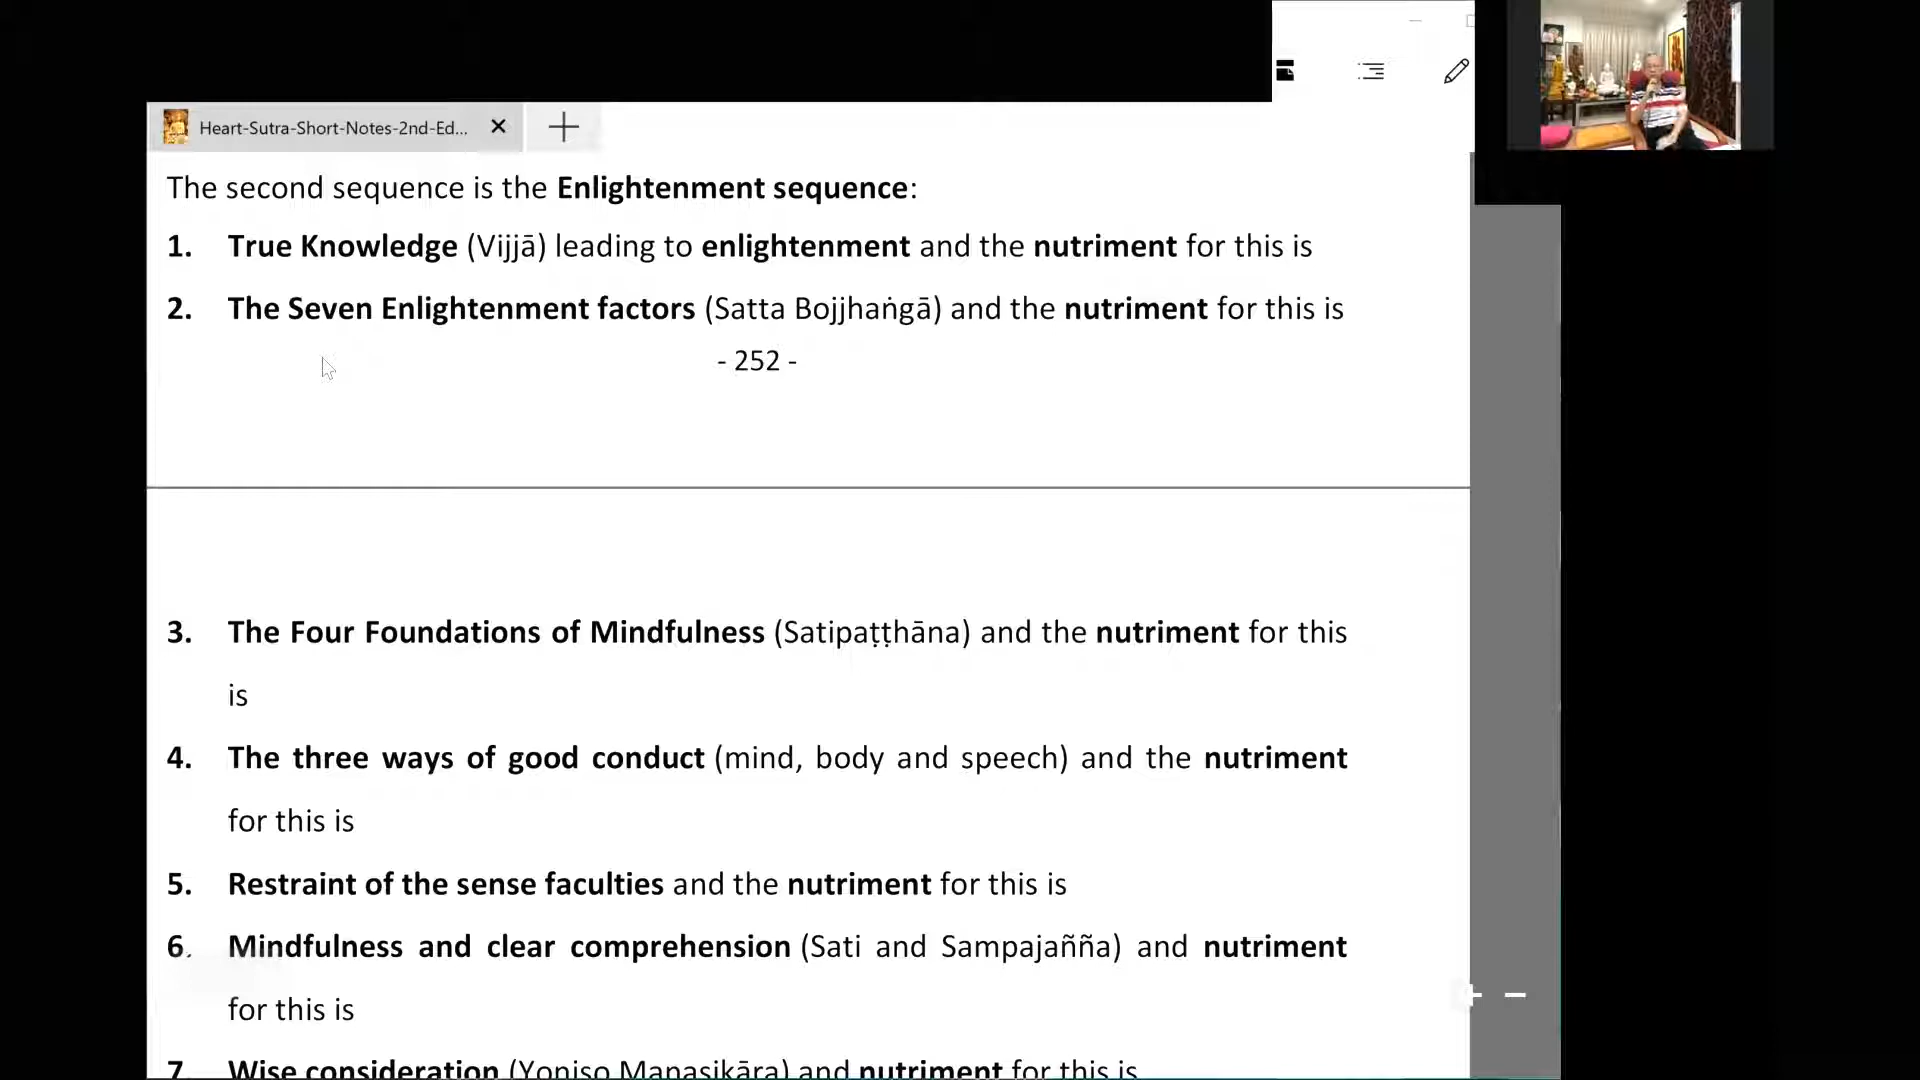 Heart-Sutra-Short-Notes-2nd-Ed...
The second sequence is the Enlightenment sequence:
1. True Knowledge (Vijjā) leading to enlightenment and the nutriment for this is
2. The Seven Enlightenment factors (Satta Bojjhaṅgā) and the nutriment for this is
- 252 -
3. The Four Foundations of Mindfulness (Satipaṭṭhāna) and the nutriment for this
is
4. The three ways of good conduct (mind, body and speech) and the nutriment
for this is
5. Restraint of the sense faculties and the nutriment for this is
6. Mindfulness and clear comprehension (Sati and Sampajañña) and nutriment
for this is
7. Wise consideration (Yoniso Manasikāra) and nutriment for this is